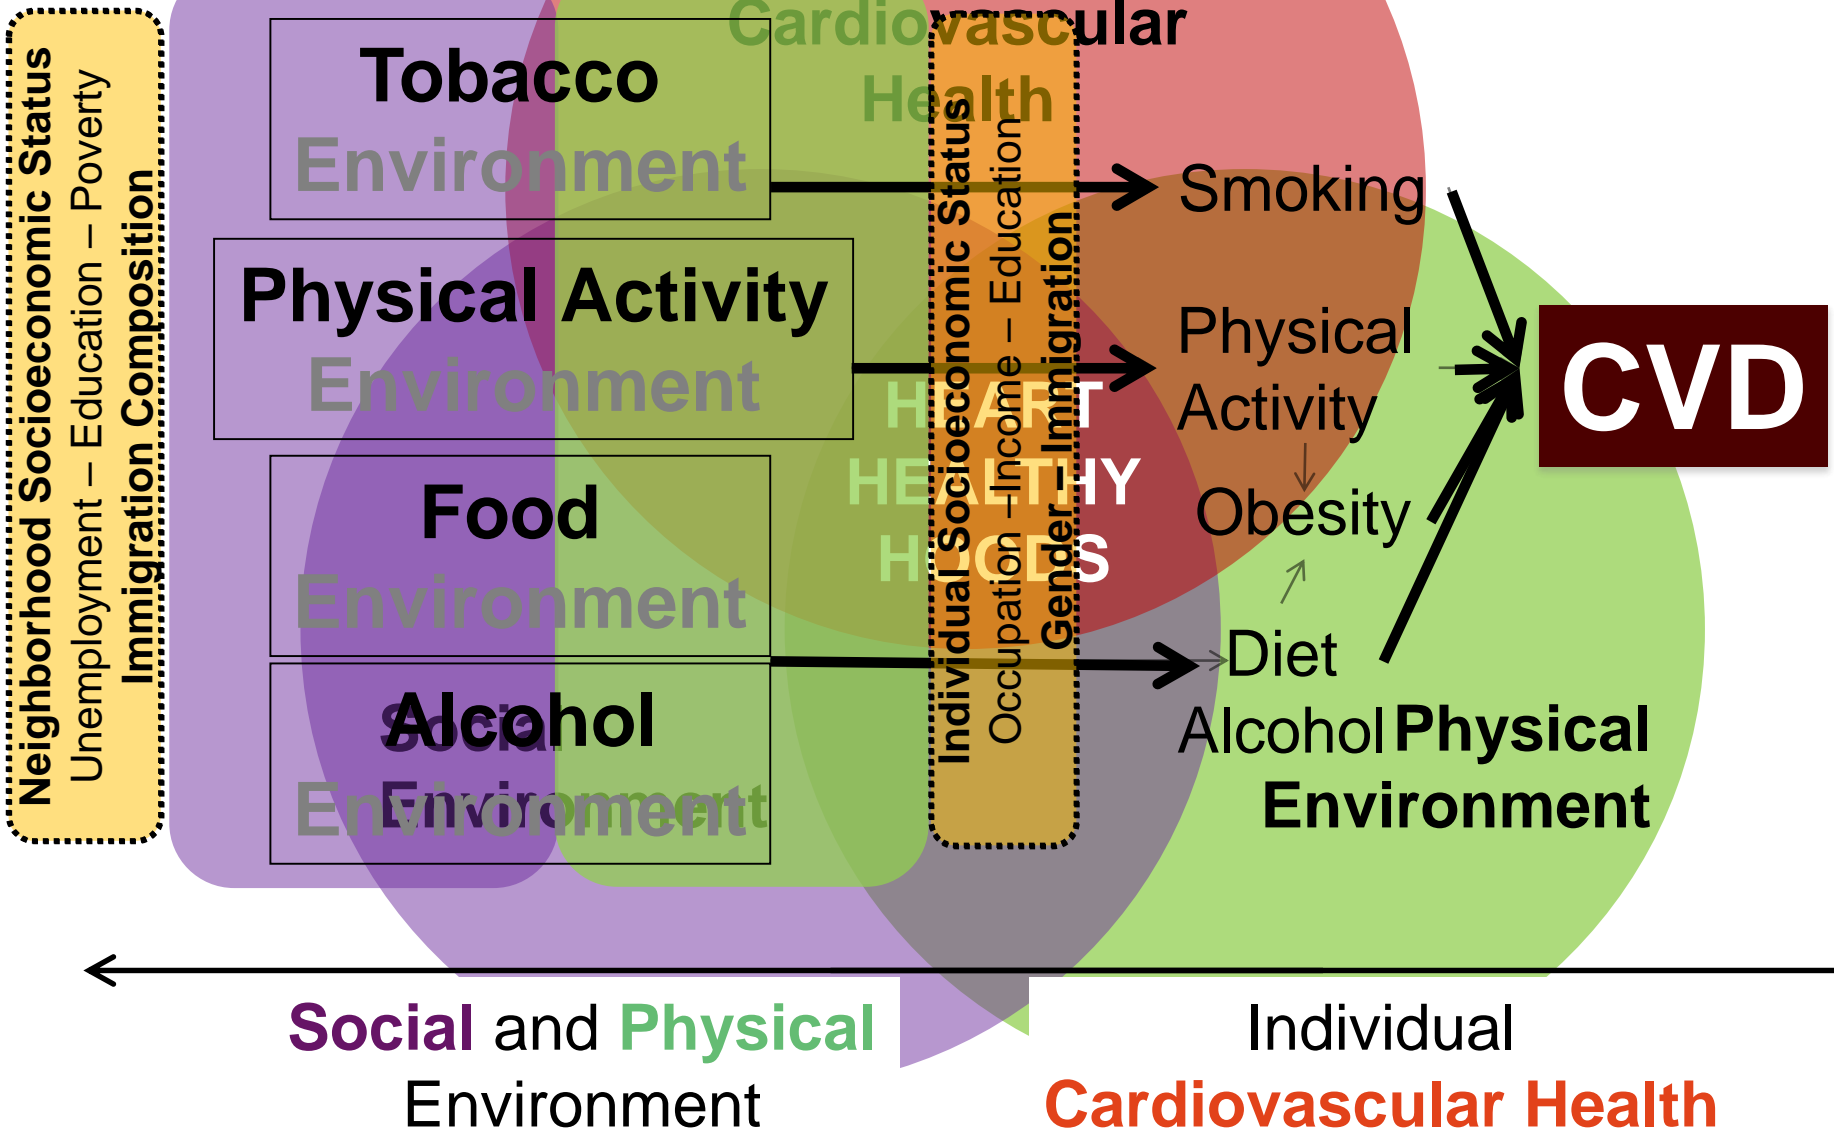 Neighborhood Socioeconomic Status
Unemployment – Education – Poverty
Immigration Composition
Tobacco
Environment
Physical Activity
Environment
Food
Environment
Alcohol
Environment
Social
Environment
Cardiovascular
Health
Individual Socioeconomic Status
Occupation –Income – Education
Gender – Immigration
HEART
HEALTHY
HOODS
Smoking
Physical
Activity
Obesity
Diet
Alcohol
Physical
Environment
CVD
Social and Physical
Environment
Individual
Cardiovascular Health